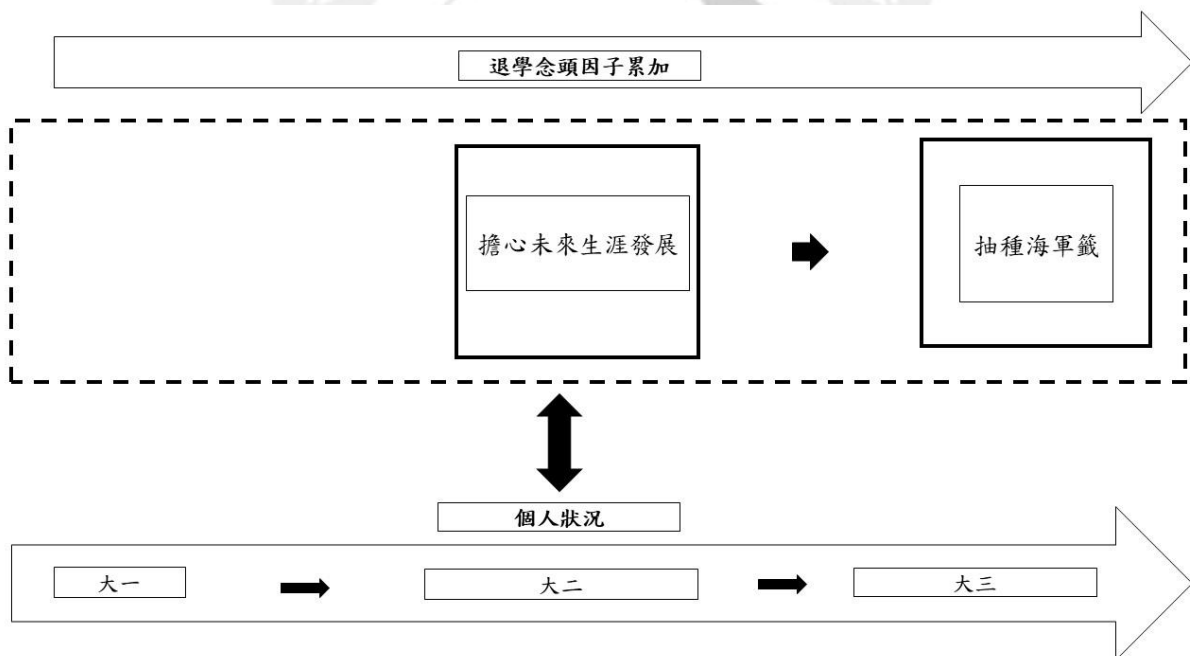 退學念頭因子累加
擔心未來生涯發展
抽種海軍籤
個人狀況
大一
大二
大三